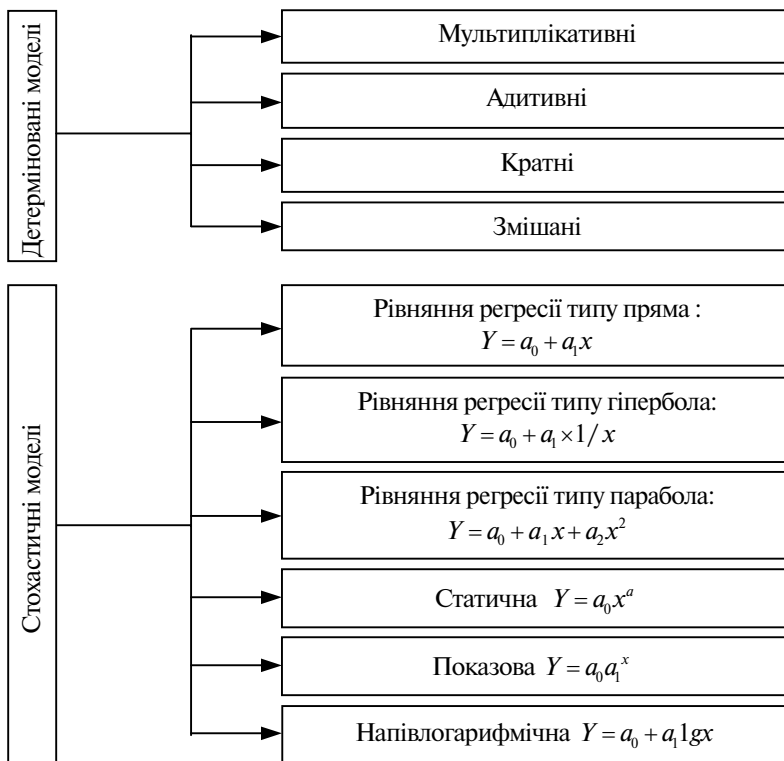 Детерміновані моделі
Мультиплікативні
Адитивні
Кратні
Змішані
Стохастичні моделі
Рівняння регресії типу пряма :
Y = a₀ + a₁x
Рівняння регресії типу гіпербола:
Y = a₀ + a₁ × 1/ x
Рівняння регресії типу парабола:
Y = a₀ + a₁x + a₂x²
Статична Y = a₀xᵃ
Показова Y = a₀a₁ˣ
Напівлогарифмічна Y = a₀ + a₁1gx